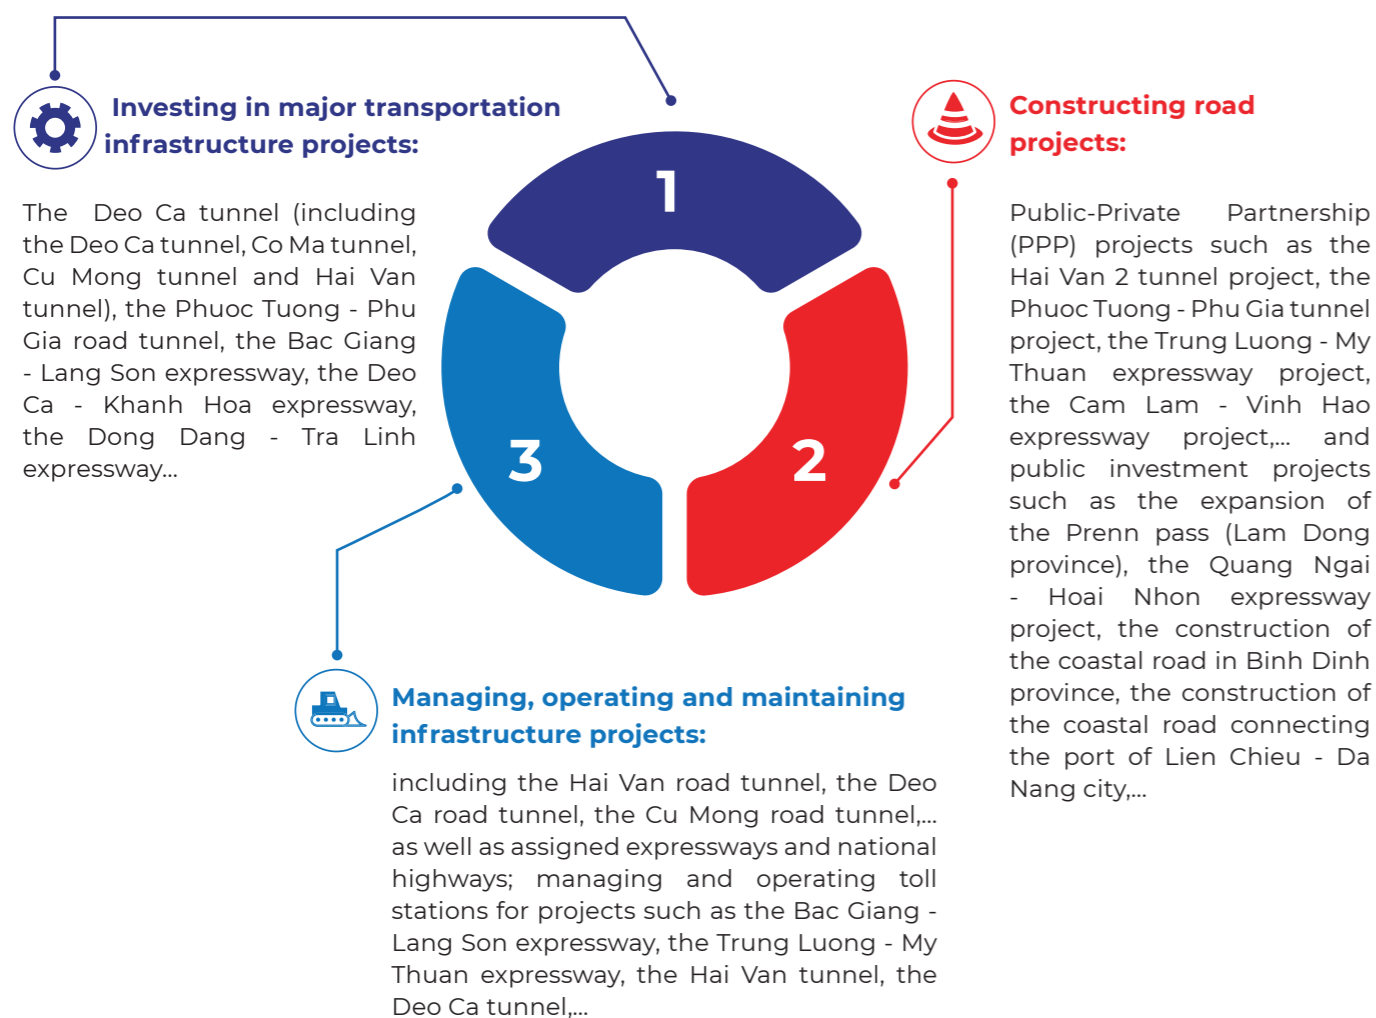 Investing in major transportation
infrastructure projects:
The Deo Ca tunnel (including
the Deo Ca tunnel, Co Ma tunnel,
Cu Mong tunnel and Hai Van
tunnel), the Phuoc Tuong - Phu
Gia road tunnel, the Bac Giang
- Lang Son expressway, the Deo
Ca - Khanh Hoa expressway,
the Dong Dang - Tra Linh
expressway...
1
2
3
Constructing road
projects:
Public-Private Partnership
(PPP) projects such as the
Hai Van 2 tunnel project, the
Phuoc Tuong - Phu Gia tunnel
project, the Trung Luong - My
Thuan expressway project,
the Cam Lam - Vinh Hao
expressway project,... and
public investment projects
such as the expansion of
the Prenn pass (Lam Dong
province), the Quang Ngai
- Hoai Nhon expressway
project, the construction of
the coastal road in Binh Dinh
province, the construction of
the coastal road connecting
the port of Lien Chieu - Da
Nang city,...
Managing, operating and maintaining
infrastructure projects:
including the Hai Van road tunnel, the Deo
Ca road tunnel, the Cu Mong road tunnel,...
as well as assigned expressways and national
highways; managing and operating toll
stations for projects such as the Bac Giang -
Lang Son expressway, the Trung Luong - My
Thuan expressway, the Hai Van tunnel, the
Deo Ca tunnel,...